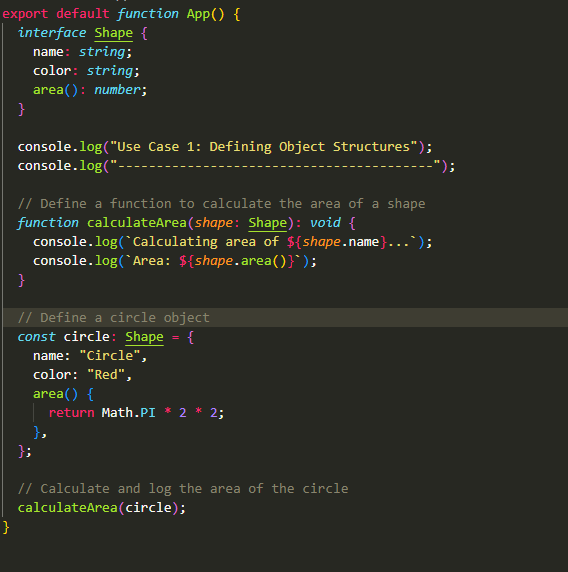 export default function App() {
  interface Shape {
    name: string;
    color: string;
    area(): number;
  }

  console.log("Use Case 1: Defining Object Structures");
  console.log("-----------------------------------------");

  // Define a function to calculate the area of a shape
  function calculateArea(shape: Shape): void {
    console.log(`Calculating area of ${shape.name}...`);
    console.log(`Area: ${shape.area()}`);
  }

  // Define a circle object
  const circle: Shape = {
    name: "Circle",
    color: "Red",
    area() {
      return Math.PI * 2 * 2;
    },
  };

  // Calculate and log the area of the circle
  calculateArea(circle);
}